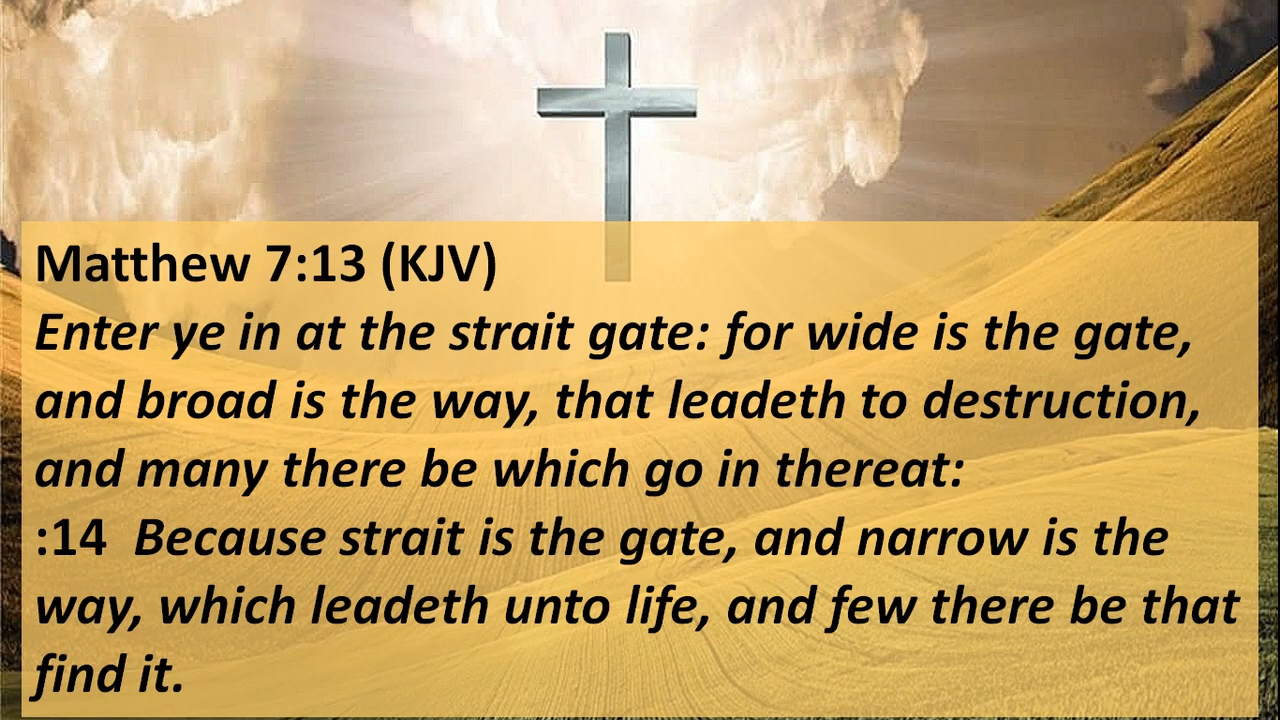 Matthew 7:13 (KJV)
Enter ye in at the strait gate: for wide is the gate,
and broad is the way, that leadeth to destruction,
and many there be which go in thereat:
:14 Because strait is the gate, and narrow is the
way, which leadeth unto life, and few there be that
find it.